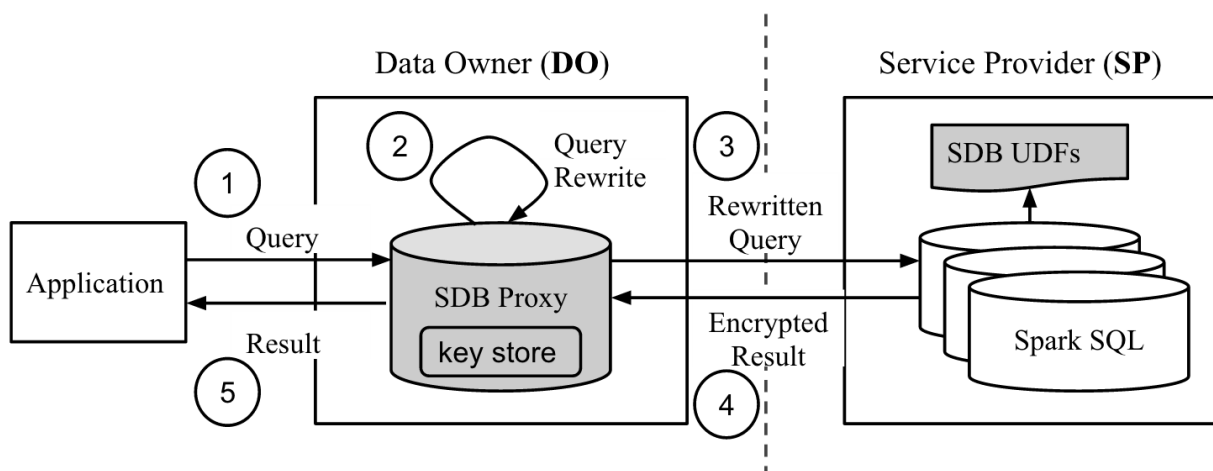 Data Owner (DO)
Service Provider (SP)
2
Query
Rewrite
3
SDB UDFs
1
Rewritten
Query
Query
Application
SDB Proxy
key store
Encrypted
Result
Spark SQL
Result
5
4